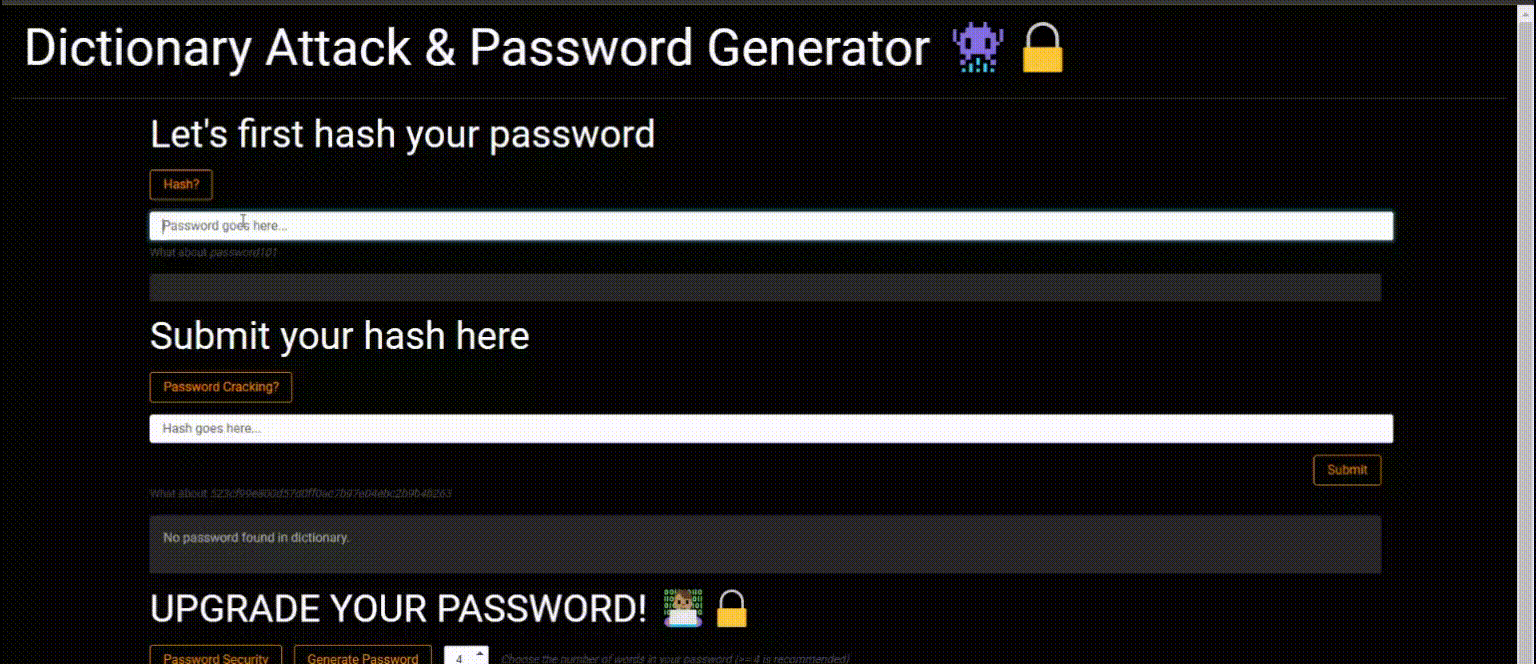 Dictionary Attack & Password Generator
Let's first hash your password
Hash?
Password goes here...
What about password101
Submit your hash here
Password Cracking?
Hash goes here...
Submit
What about
No password found in dictionary.
UPGRADE YOUR PASSWORD!
Password Security Generate Password 4 Choose the number of words in your password (>= 4 is recommended)